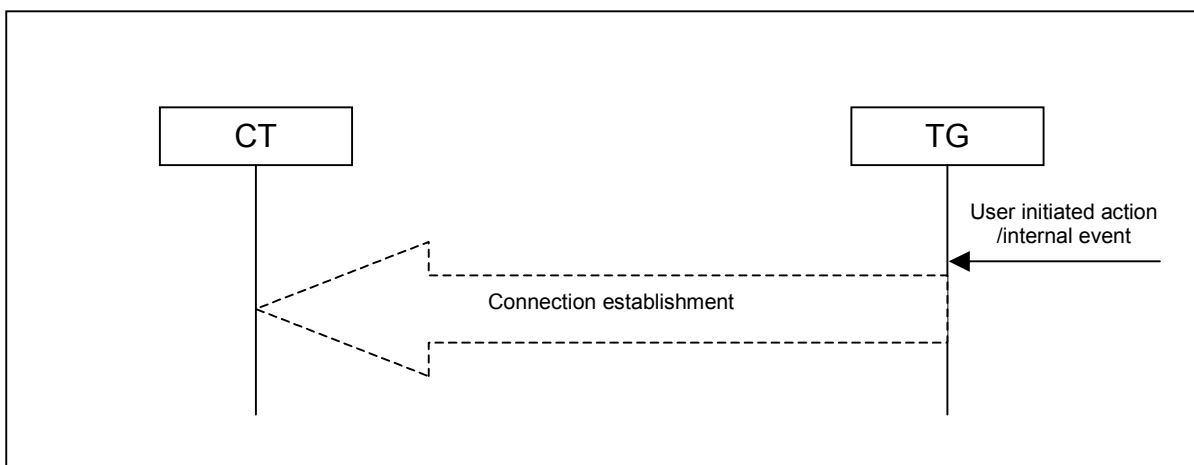 CT
TG
User initiated action
/internal event
Connection establishment